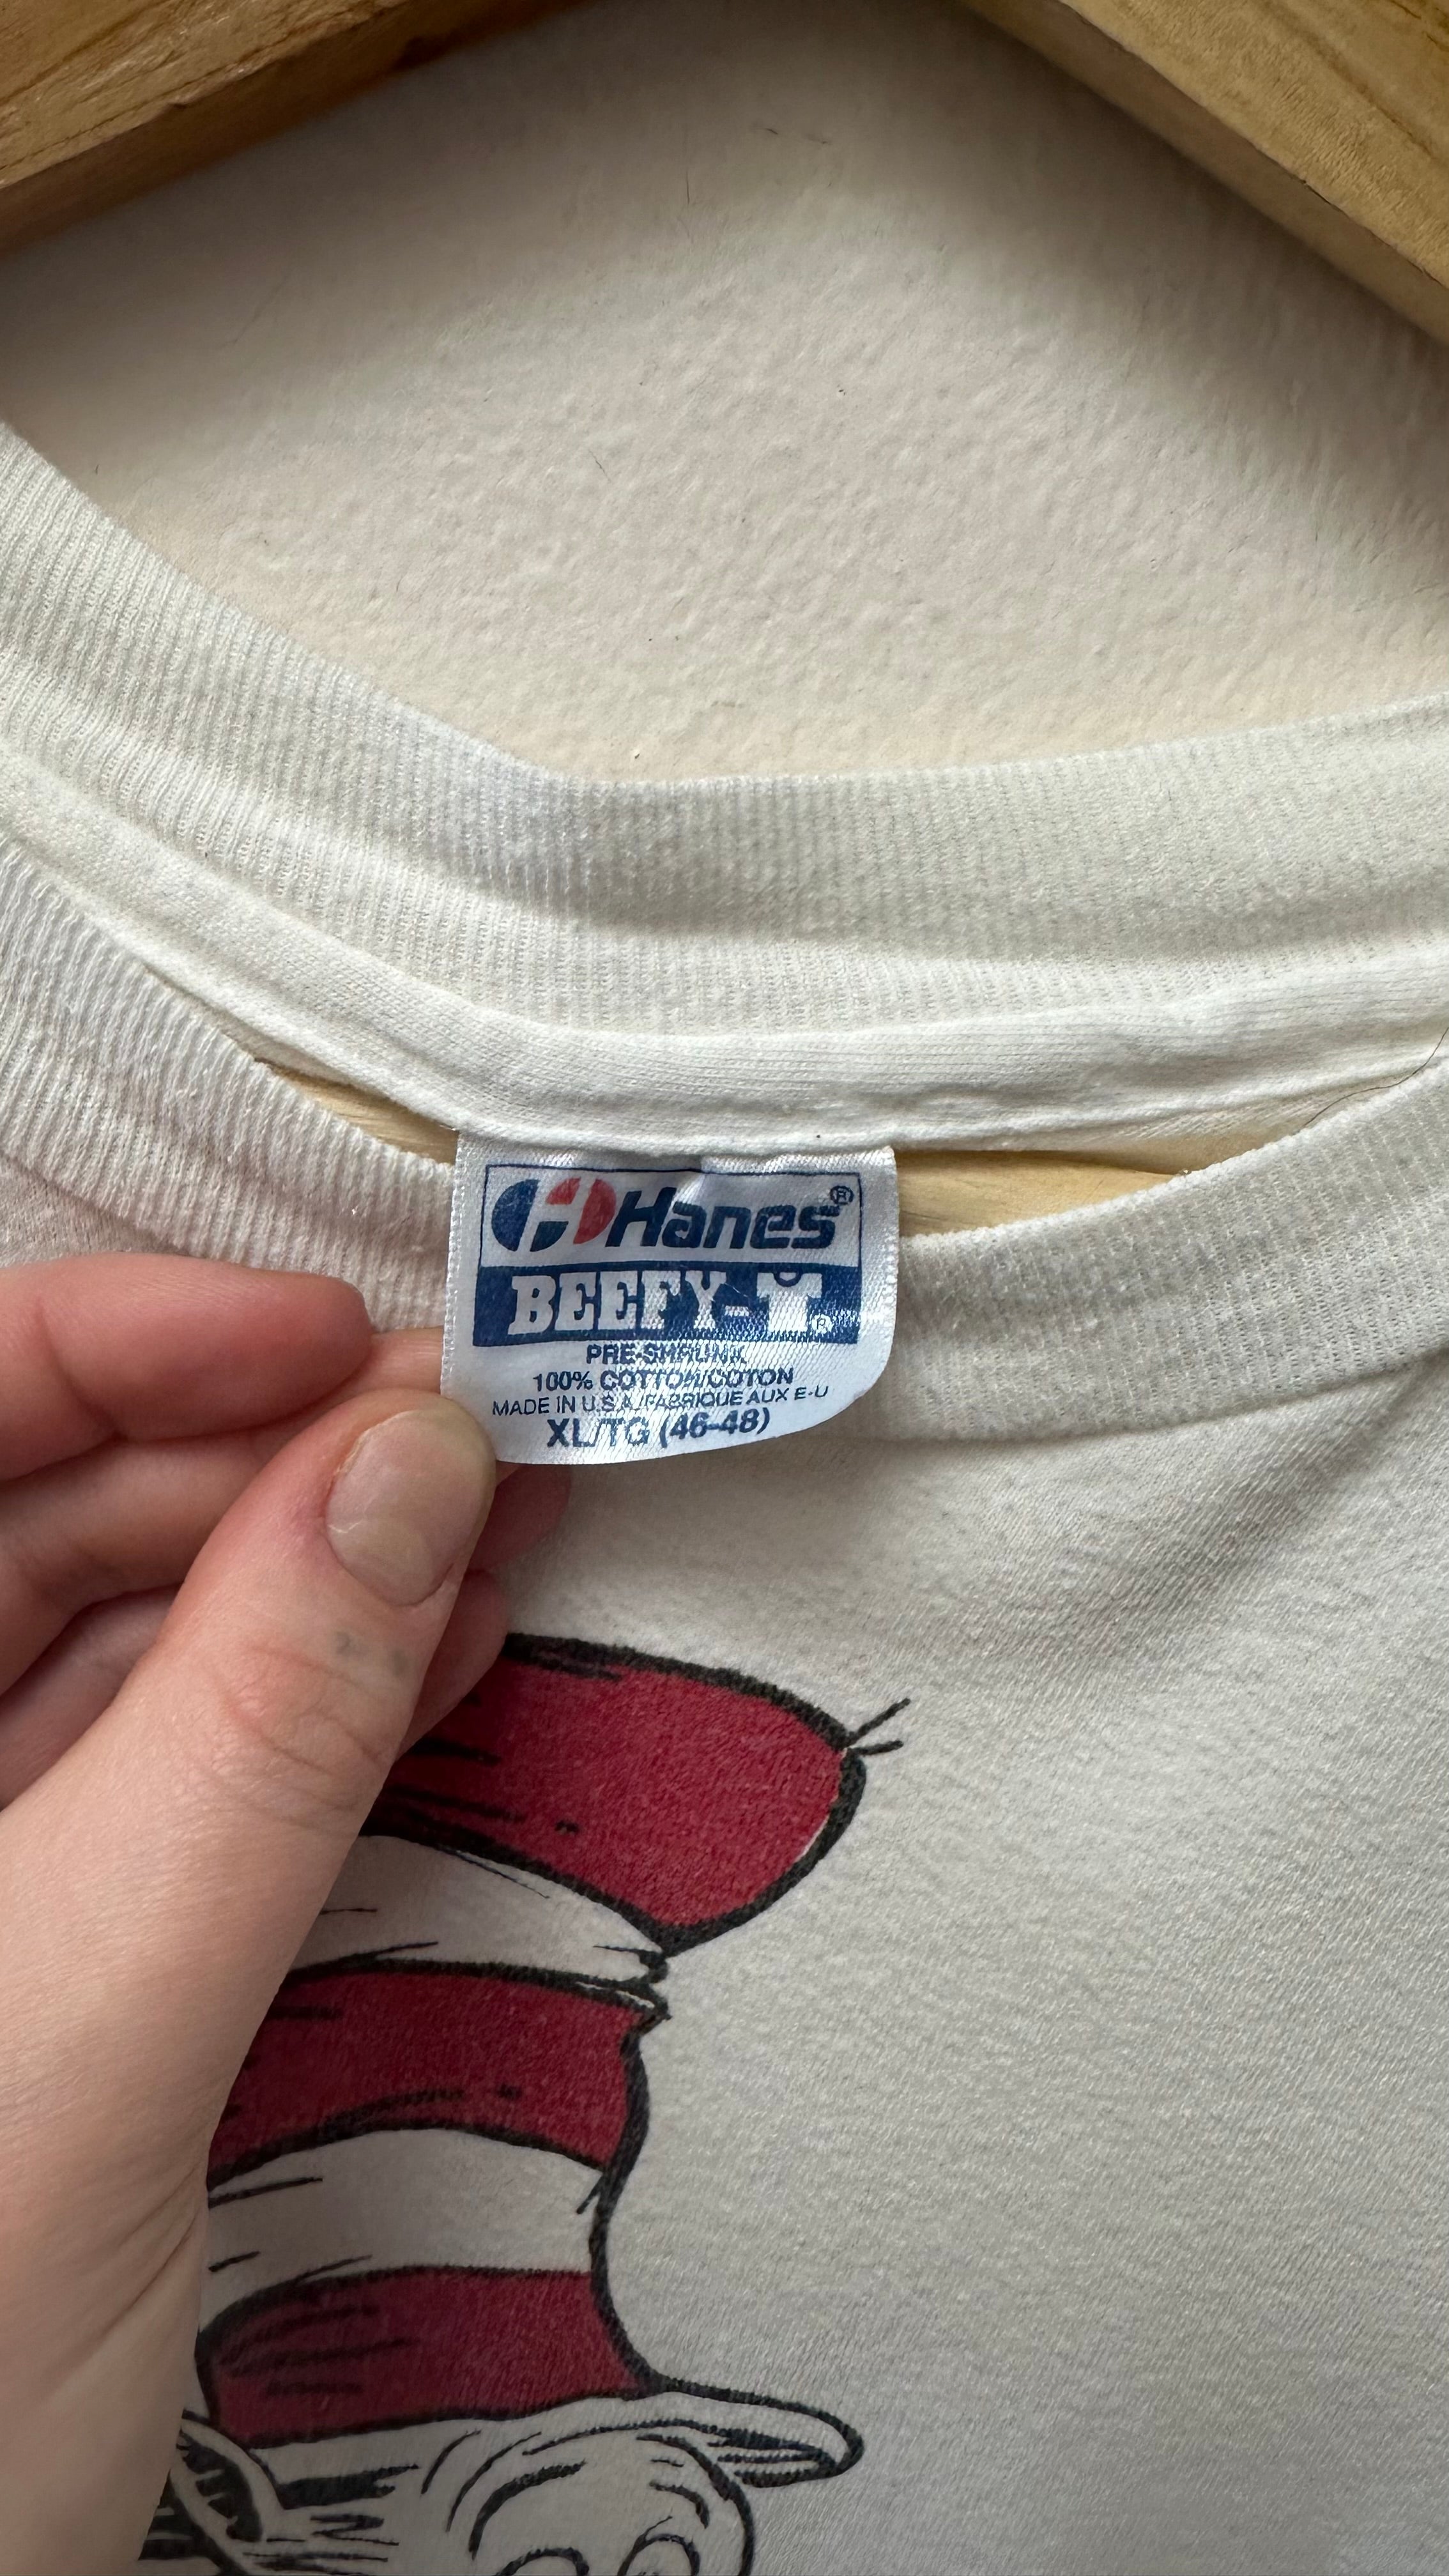 Hanes®
BEEFY-T®
PRE-SHRUNK
100% COTTON/COTON
MADE IN U.S.A./FABRIQUE AUX E-U
XL/TG (46-48)